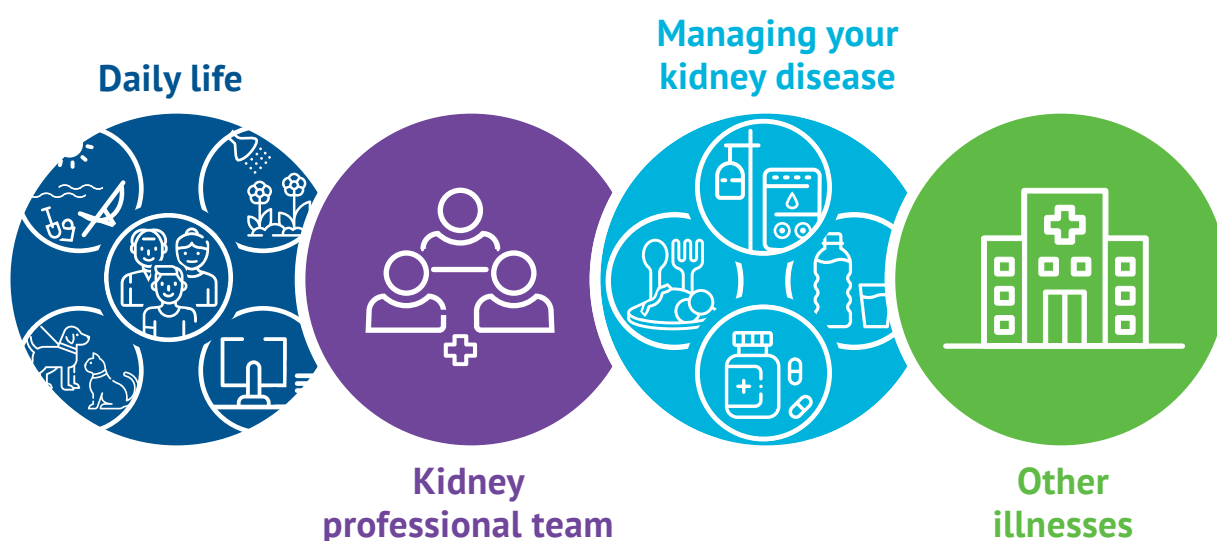 Daily life
Kidney
professional team
Managing your
kidney disease
Other
illnesses